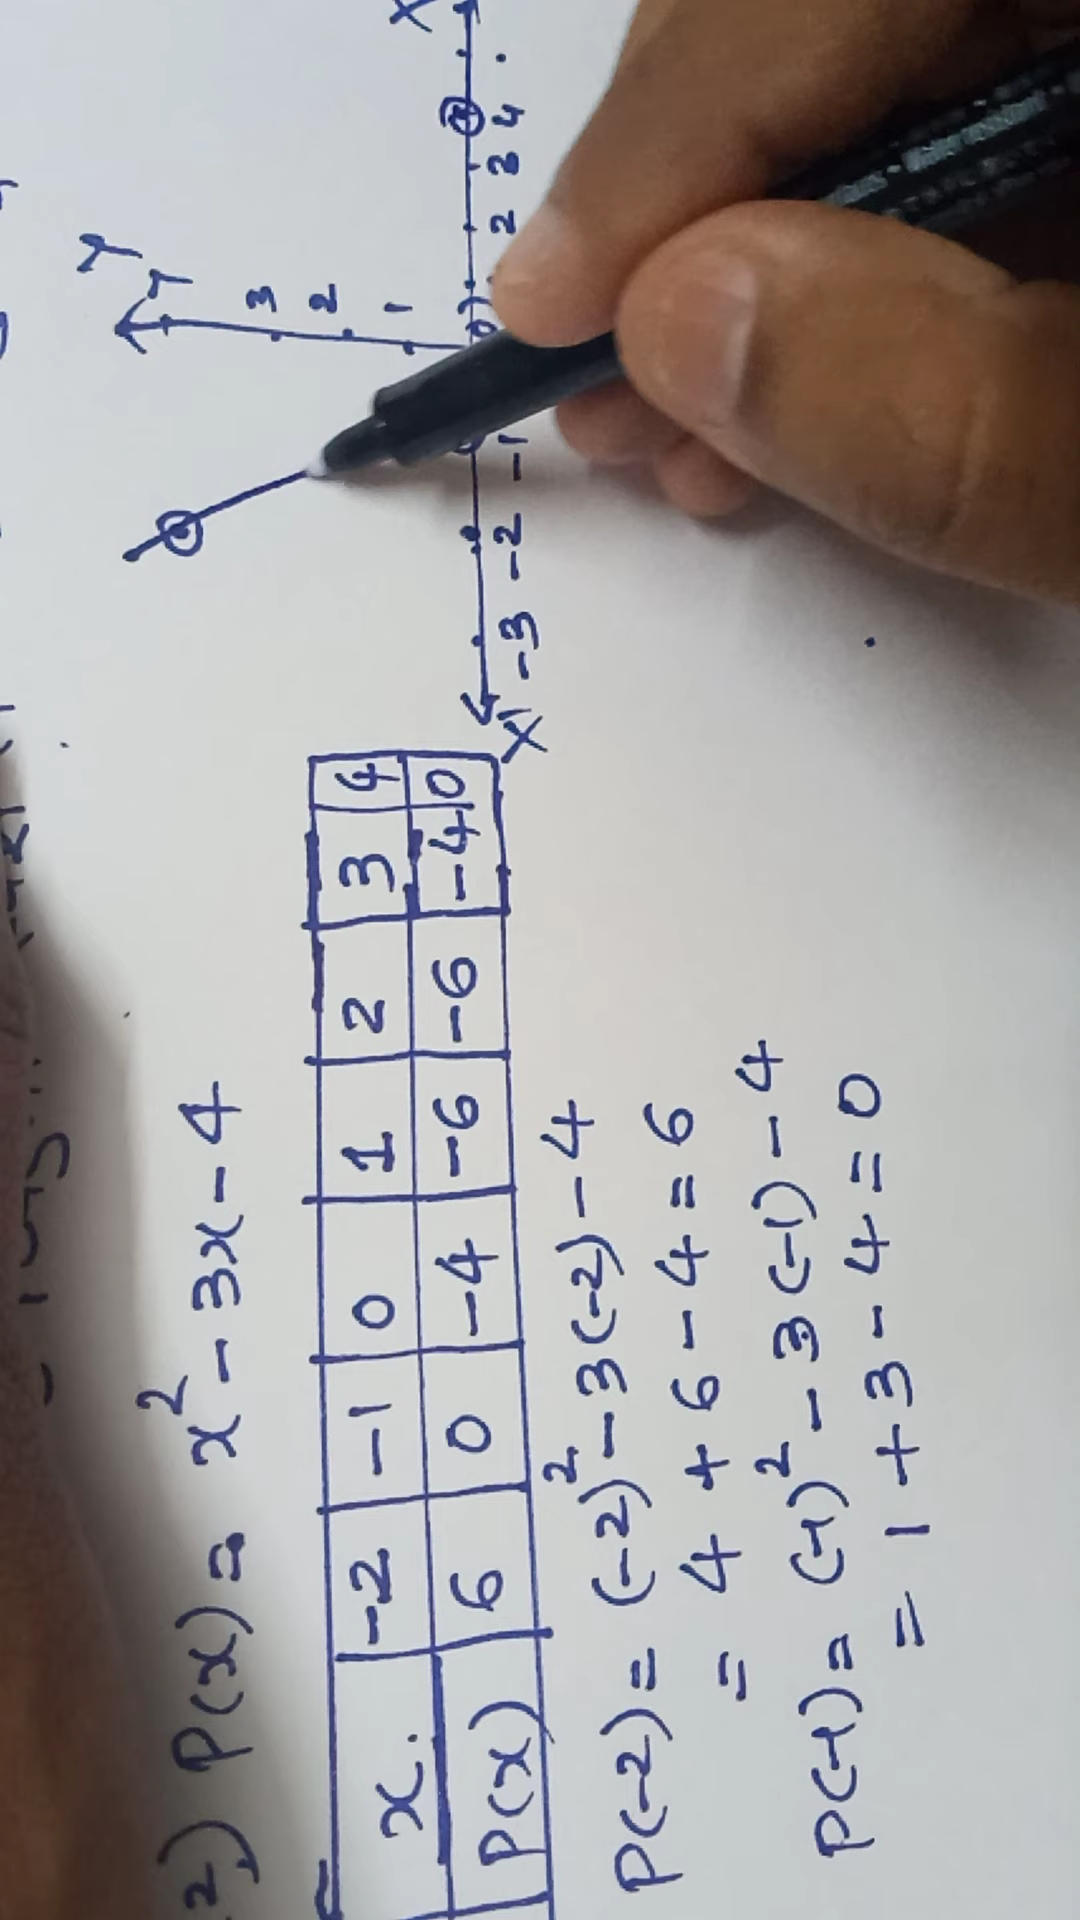 2) P(x) = x² - 3x - 4
x. -2 -1 0 1 2 3 4
P(x) 6 0 -4 -6 -6 -4 0
P(-2) = (-2)² - 3(-2) - 4
= 4 + 6 - 4 = 6
P(-1) = (-1)² - 3(-1) - 4
= 1 + 3 - 4 = 0
Y
3
2
1
X' -3 -2 -1 0 2 3 4 X